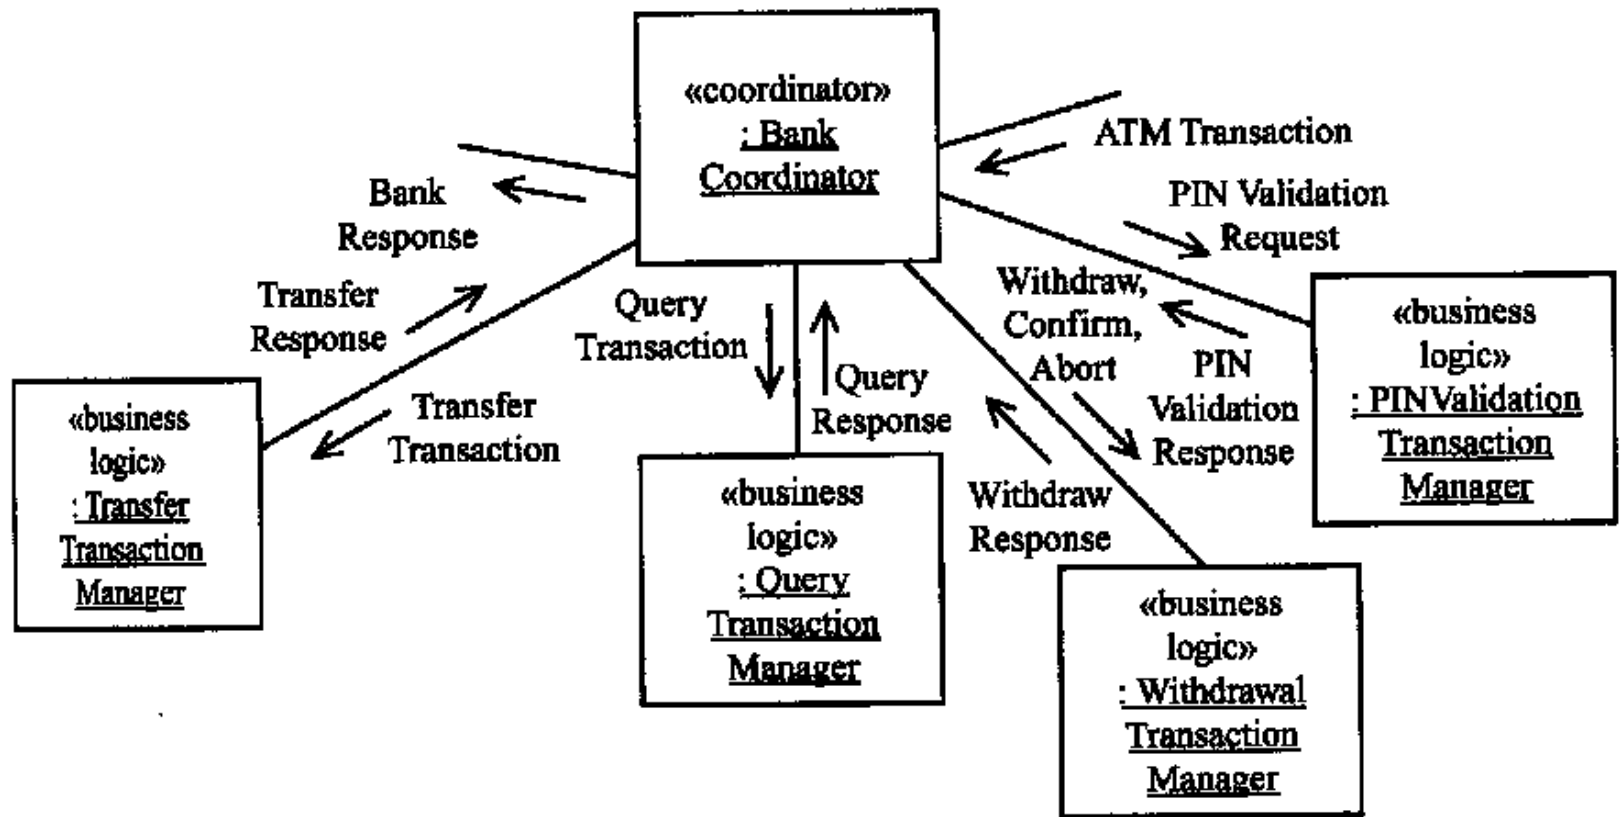 «coordinator»
: Bank
Coordinator
ATM Transaction
Bank
Response
PIN Validation
Request
Transfer
Response
Query
Transaction
Withdraw,
Confirm,
Abort
PIN
Validation
Response
Query
Response
Transfer
Transaction
Withdraw
Response
«business
logic»
: Transfer
Transaction
Manager
«business
logic»
: Query
Transaction
Manager
«business
logic»
: Withdrawal
Transaction
Manager
«business
logic»
: PINValidation
Transaction
Manager